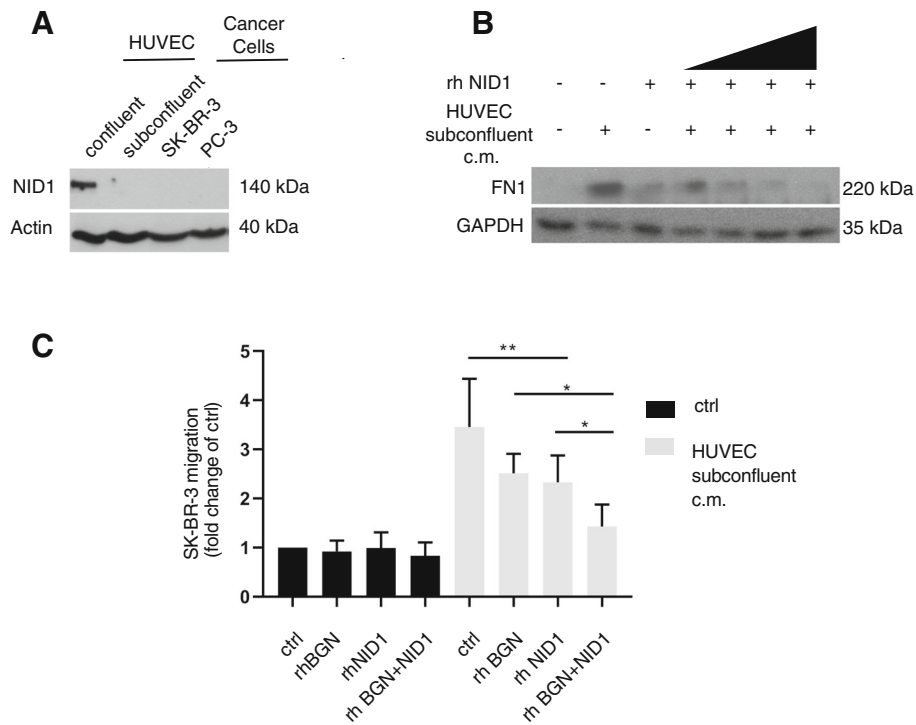 A
HUVEC
Cancer
Cells
confluent
subconfluent
SK-BR-3
PC-3
NID1
140 kDa
Actin
40 kDa
B
rh NID1
- - + + + + +
HUVEC
subconfluent
c.m.
- + - + + + +
FN1
220 kDa
GAPDH
35 kDa
C
SK-BR-3 migration
(fold change of ctrl)
5
4
3
2
1
0
**
*
*
ctrl
HUVEC
subconfluent
c.m.
ctrl
rhBGN
rhNID1
rh BGN+NID1
ctrl
rh BGN
rh NID1
rh BGN+NID1